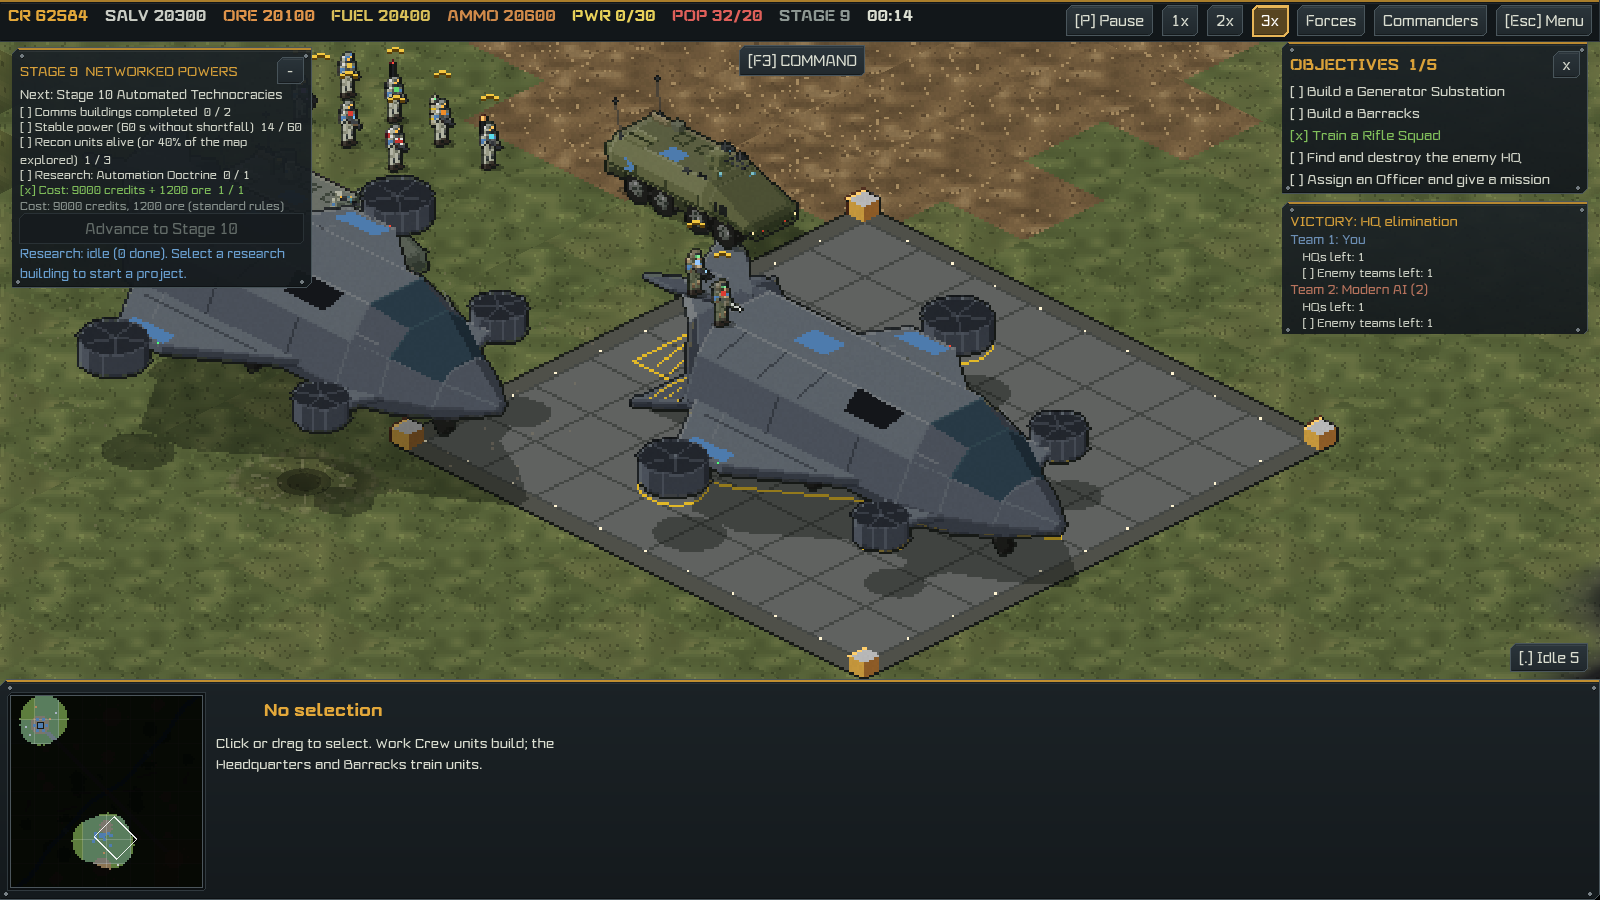 CR 62584 SALV 20300 ORE 20100 FUEL 20400 AMMO 20600 PWR 0/30 POP 32/20 STAGE 9 00:14
[P] Pause 1x 2x 3x Forces Commanders [Esc] Menu
[F3] COMMAND
STAGE 9 NETWORKED POWERS -
Next: Stage 10 Automated Technocracies
[ ] Comms buildings completed 0 / 2
[ ] Stable power (60 s without shortfall) 14 / 60
[ ] Recon units alive (or 40% of the map
explored) 1 / 3
[ ] Research: Automation Doctrine 0 / 1
[x] Cost: 9000 credits + 1200 ore 1 / 1
Cost: 9000 credits, 1200 ore (standard rules)
Advance to Stage 10
Research: idle (0 done). Select a research
building to start a project.
OBJECTIVES 1/5 x
[ ] Build a Generator Substation
[ ] Build a Barracks
[x] Train a Rifle Squad
[ ] Find and destroy the enemy HQ
[ ] Assign an Officer and give a mission
VICTORY: HQ elimination
Team 1: You
HQs left: 1
[ ] Enemy teams left: 1
Team 2: Modern AI (2)
HQs left: 1
[ ] Enemy teams left: 1
[.] Idle 5
No selection
Click or drag to select. Work Crew units build; the
Headquarters and Barracks train units.